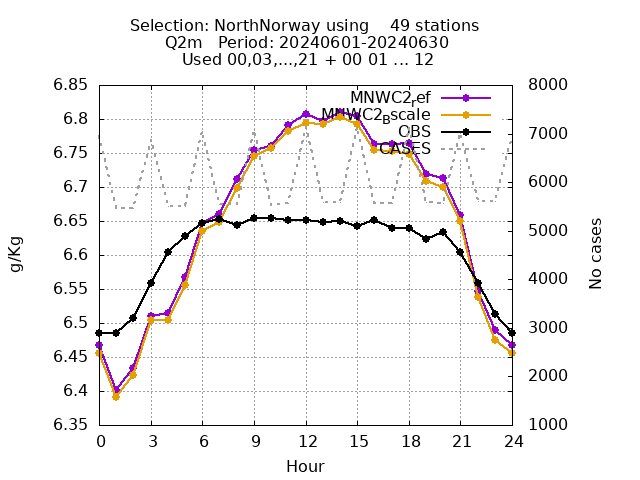 Selection: NorthNorway using    49 stations
Q2m   Period: 20240601-20240630
Used 00,03,...,21 + 00 01 ... 12
6.85
6.8
6.75
6.7
6.65
6.6
6.55
6.5
6.45
6.4
6.35
8000
7000
6000
5000
4000
3000
2000
1000
0 3 6 9 12 15 18 21 24
g/Kg
No cases
Hour
MNWC2ref
MNWC2Bscale
OBS
CASES